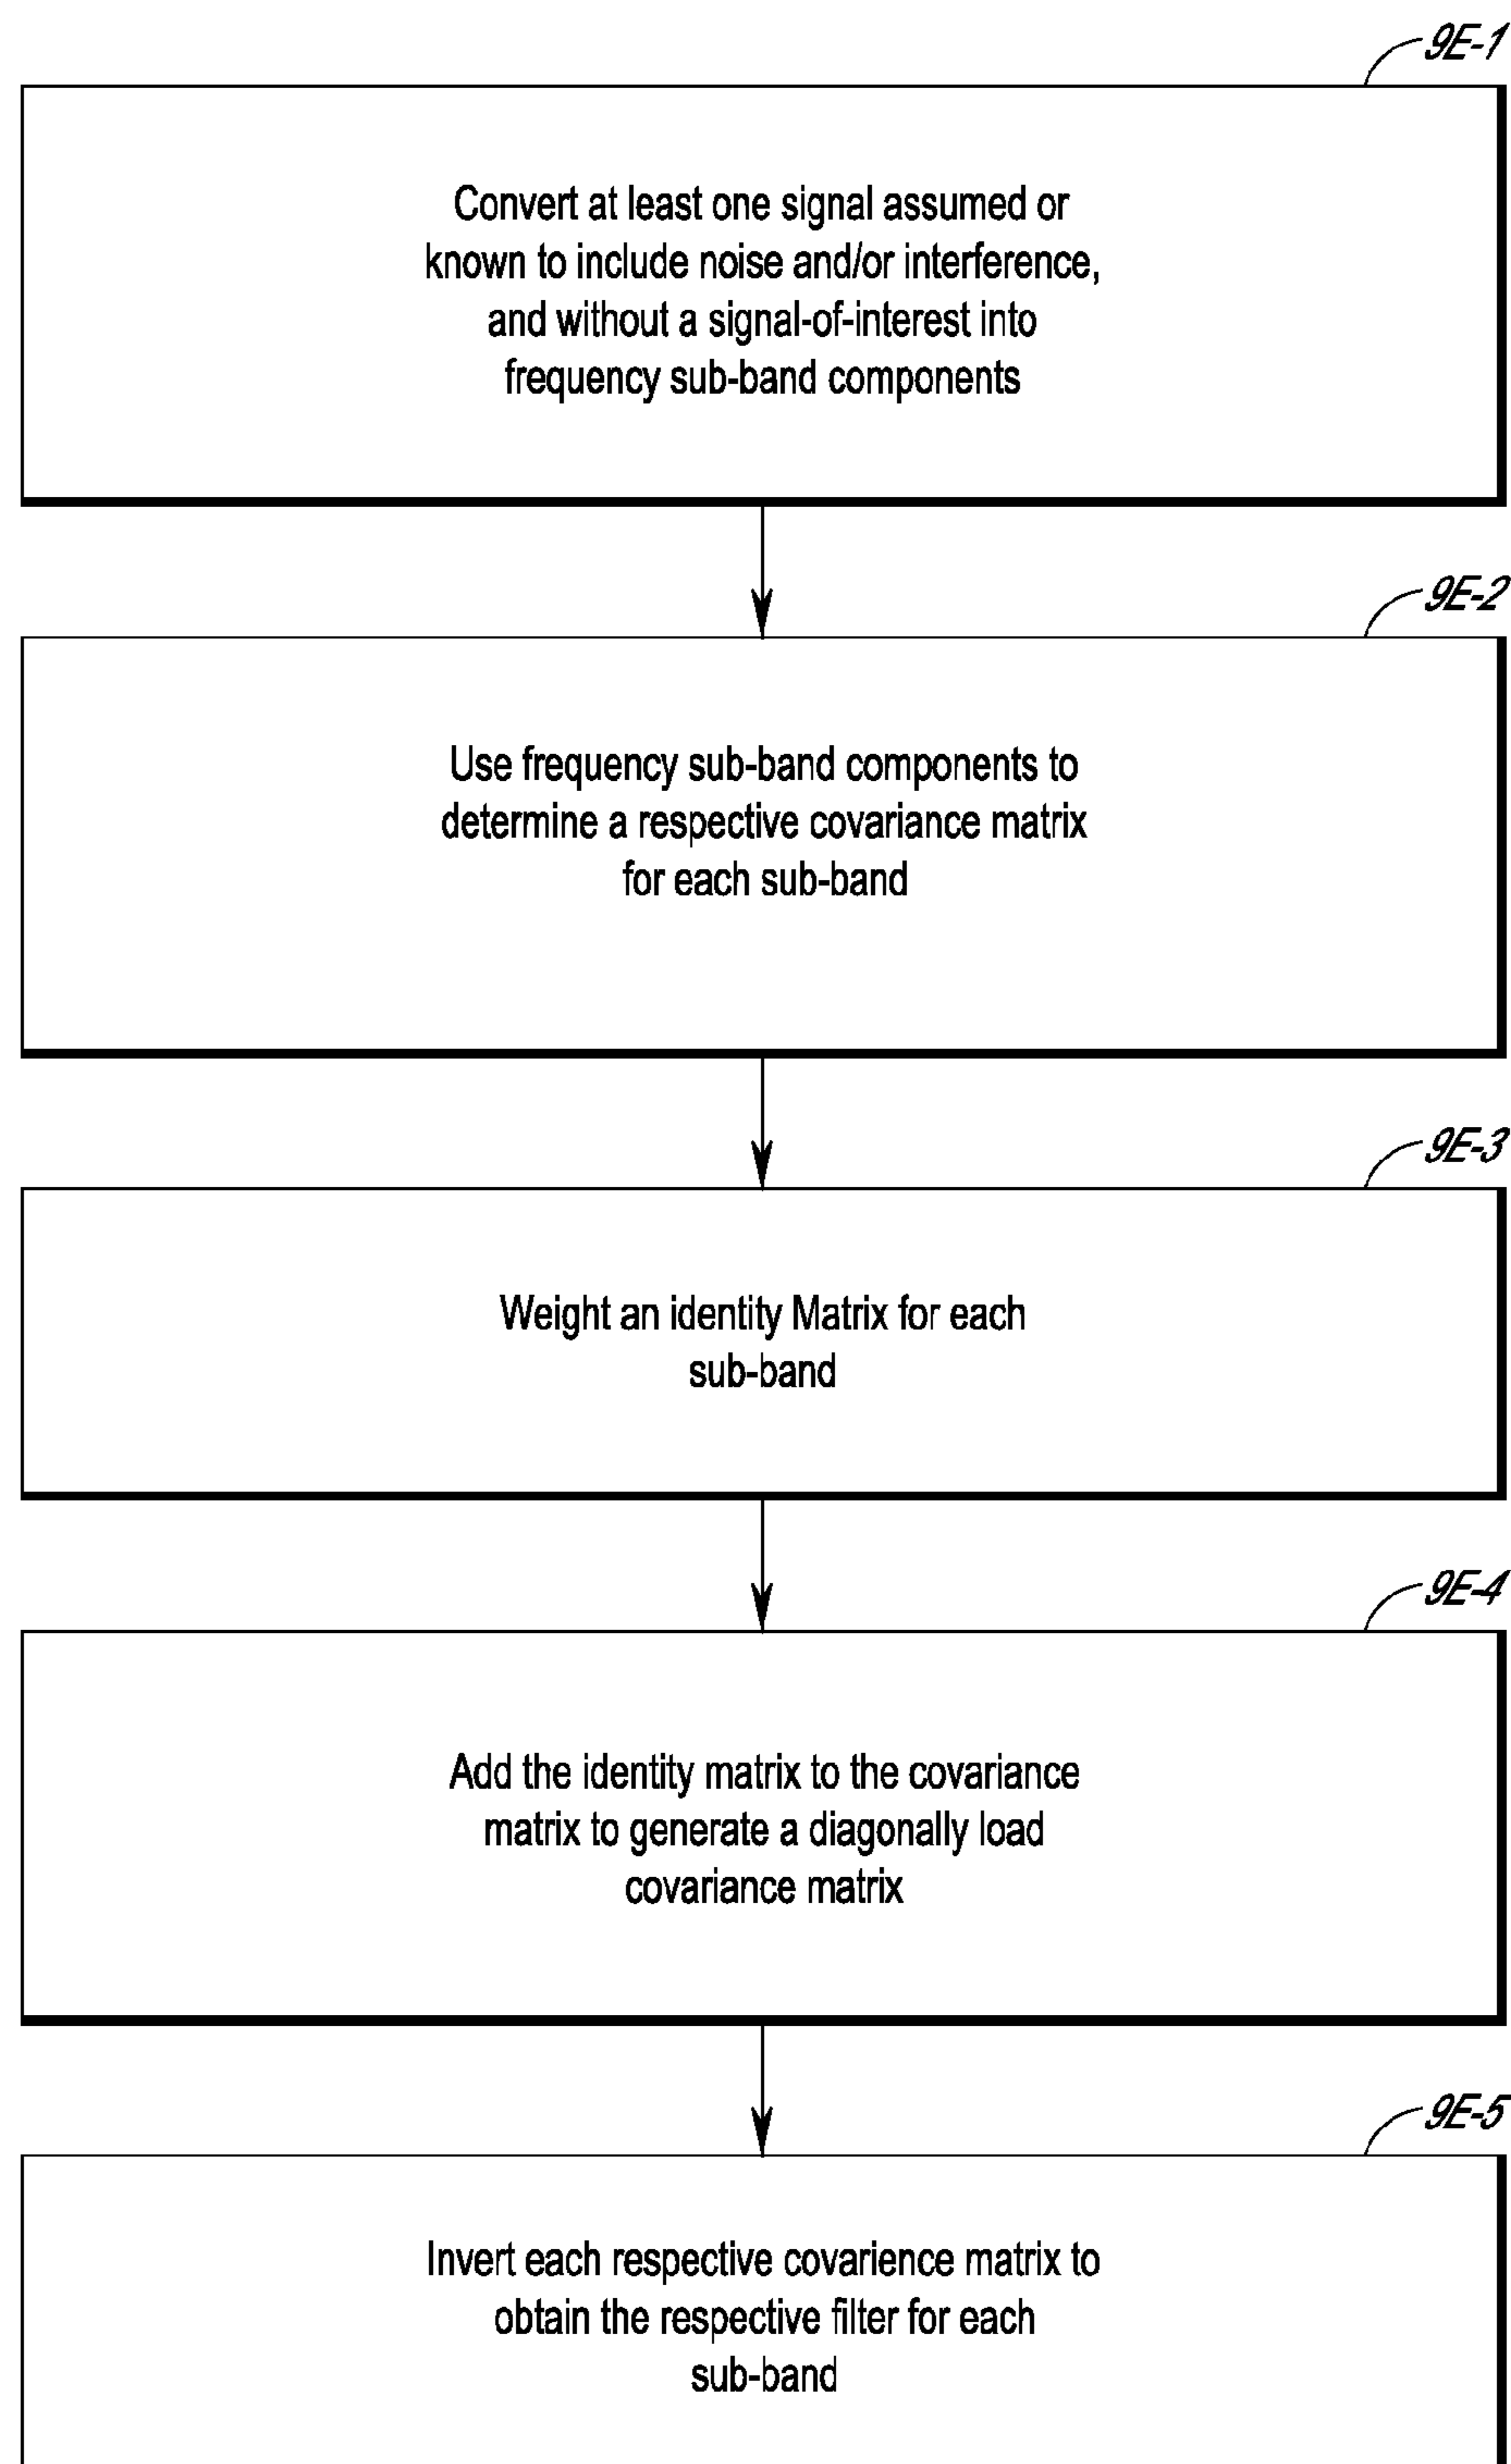 9E-1
Convert at least one signal assumed or
known to include noise and/or interference,
and without a signal-of-interest into
frequency sub-band components
9E-2
Use frequency sub-band components to
determine a respective covariance matrix
for each sub-band
9E-3
Weight an identity Matrix for each
sub-band
9E-4
Add the identity matrix to the covariance
matrix to generate a diagonally load
covariance matrix
9E-5
Invert each respective covarience matrix to
obtain the respective filter for each
sub-band